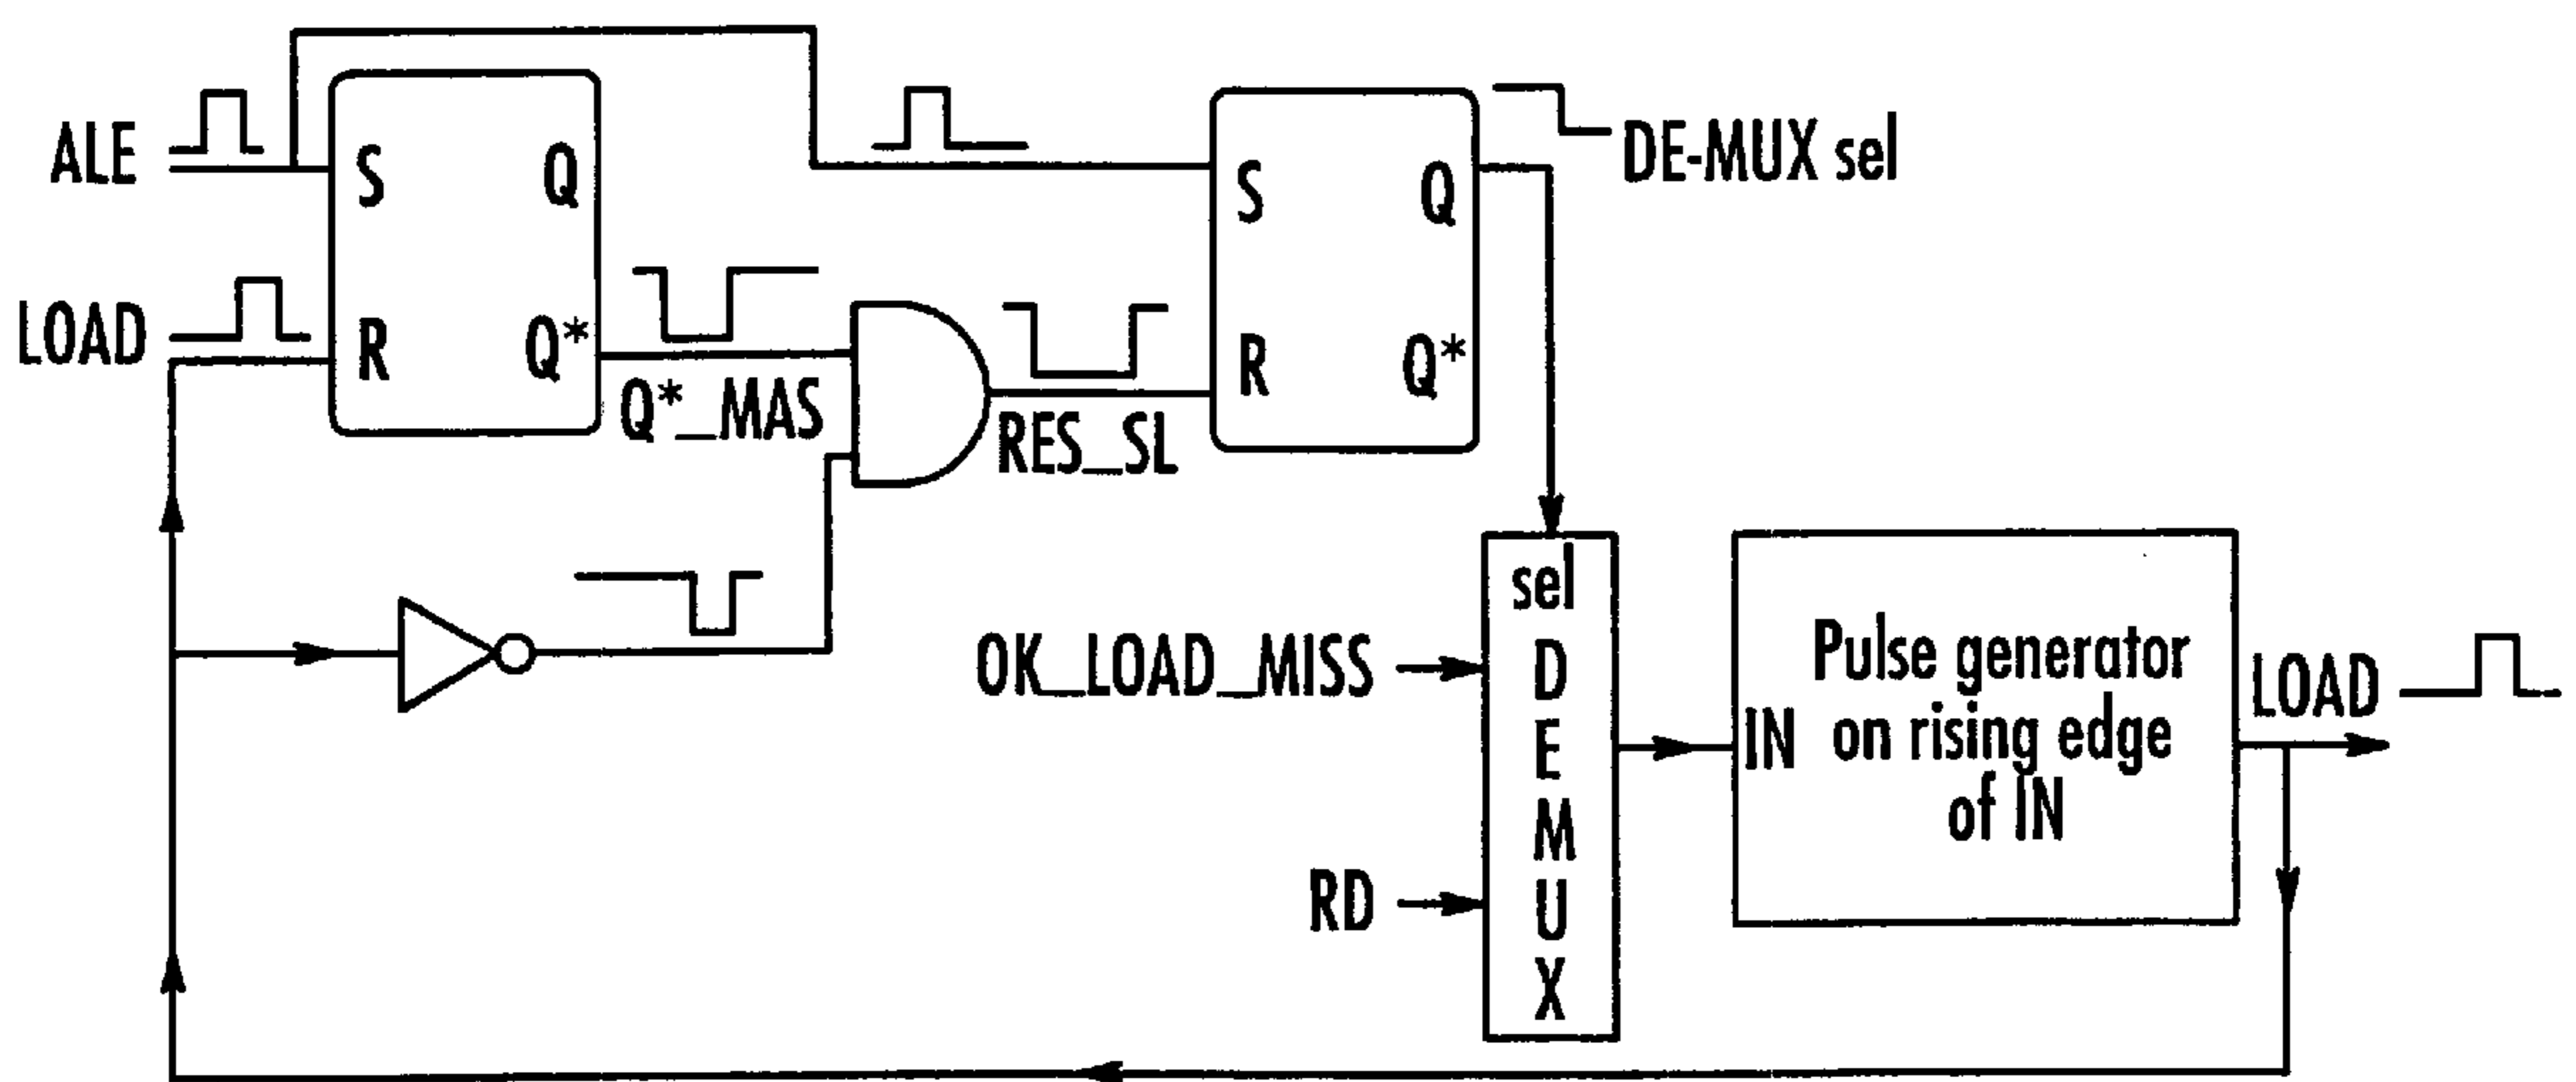 ALE
S
Q
S
Q
DE-MUX sel
LOAD
R
Q*
Q*_MAS
RES_SL
R
Q*
sel
DEMUX
OK_LOAD_MISS
RD
IN
Pulse generator
on rising edge
of IN
LOAD